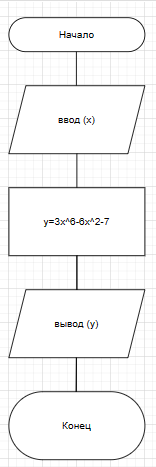 Начало
ввод (x)
y=3x^6-6x^2-7
вывод (y)
Конец